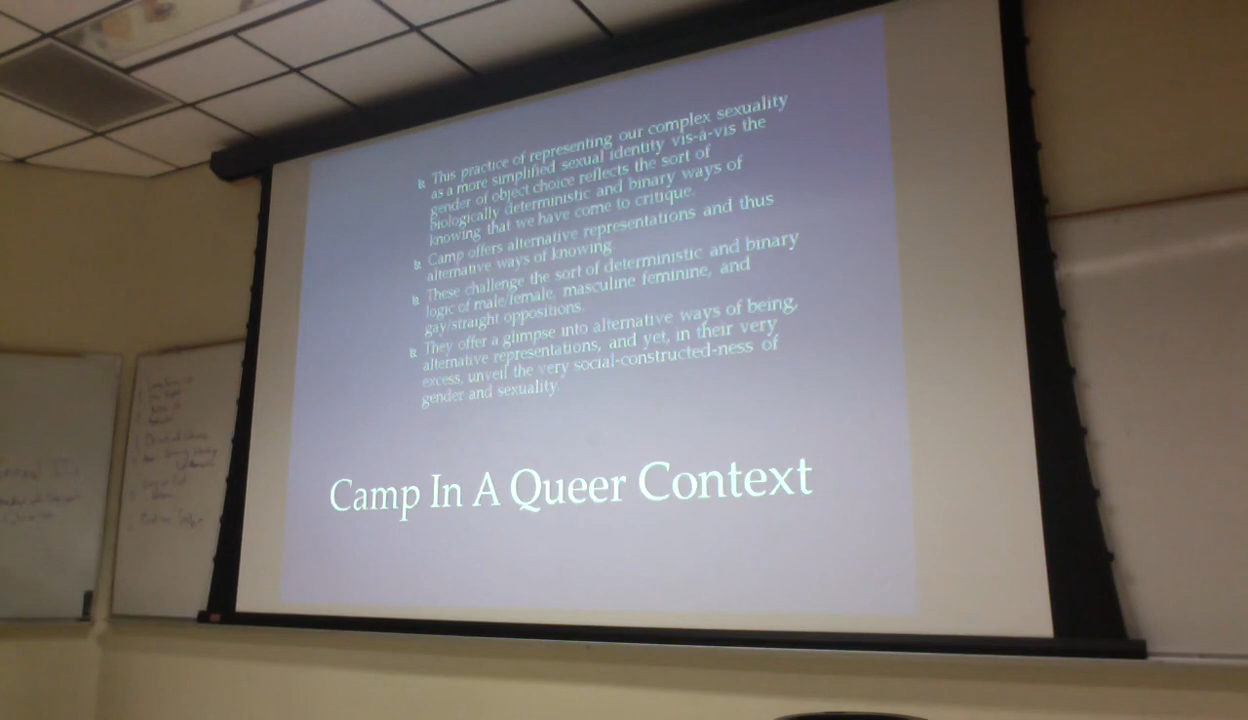 This practice of representing our complex sexuality
as a more simplified sexual identity vis-à-vis the
gender of object choice reflects the sort of
biologically deterministic and binary ways of
knowing that we have come to critique.
Camp offers alternative representations and thus
alternative ways of knowing.
These challenge the sort of deterministic and binary
logic of male/female, masculine feminine, and
gay/straight oppositions.
They offer a glimpse into alternative ways of being,
alternative representations, and yet, in their very
excess, unveil the very social-constructed-ness of
gender and sexuality.
Camp In A Queer Context